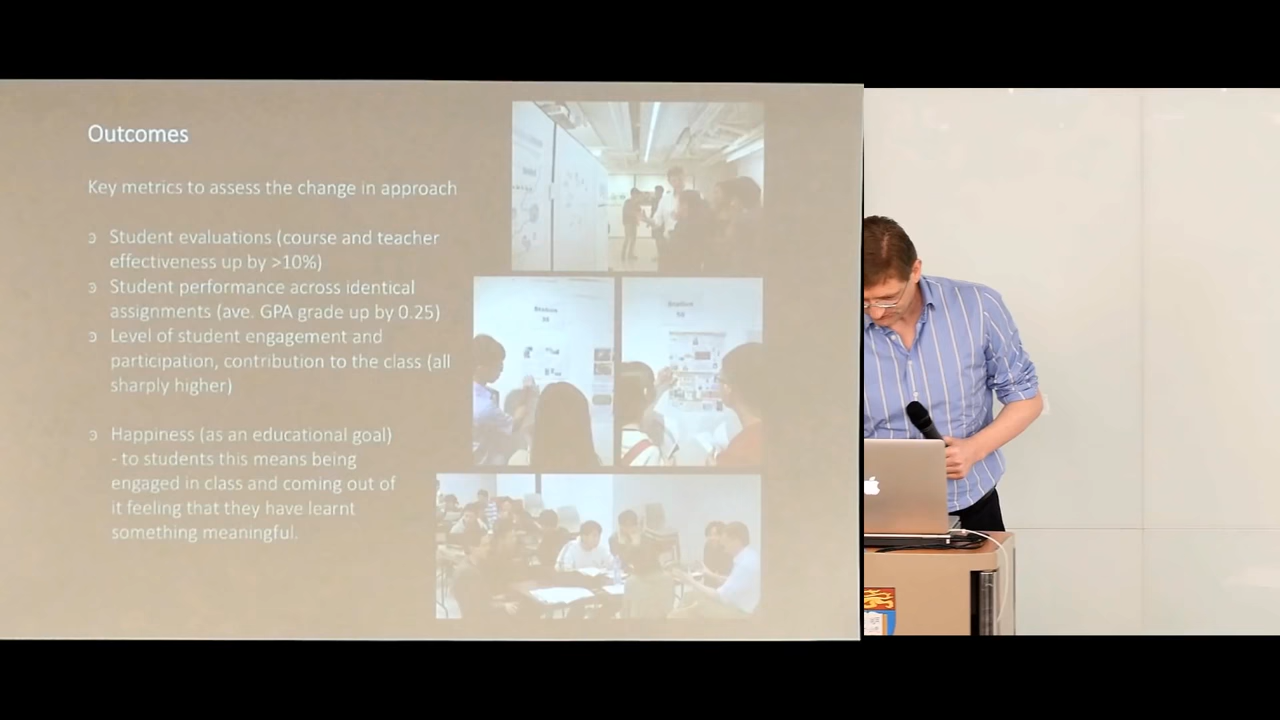 Outcomes
Key metrics to assess the change in approach
Student evaluations (course and teacher
effectiveness up by >10%)
Student performance across identical
assignments (ave. GPA grade up by 0.25)
Level of student engagement and
participation, contribution to the class (all
sharply higher)
Happiness (as an educational goal)
- to students this means being
engaged in class and coming out of
it feeling that they have learnt
something meaningful.